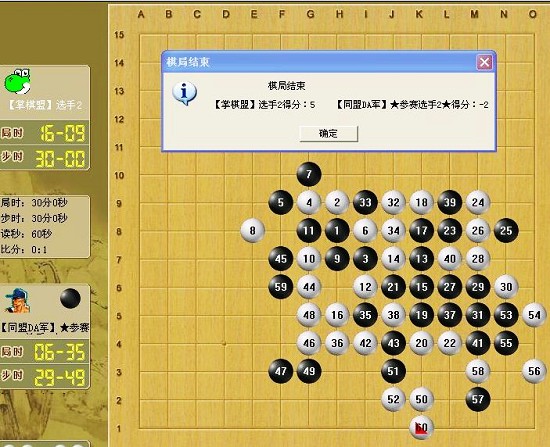 A B C D E F G H I J K L M N O
棋局结束
棋局结束
【掌棋盟】选手2得分：5 【同盟DA军】★参赛选手2★得分：-2
确定
【掌棋盟】选手2
局时 16-09
步时 30-00
局时：30分0秒
步时：30分0秒
读秒：60秒
比分：0:1
【同盟DA军】★参赛
局时 06-35
步时 29-49
15
14
13
12
11
10 7
9 5 4 2 33 32 18 39 24
8 8 11 1 6 34 17 23 26 25
7 45 10 9 3 14 13 40 28
6 59 44 12 21 15 27 29 30
5 48 16 35 38 19 37 31 53 54
4 46 36 42 43 20 22 41 55
3 47 49 51 58 56
2 52 50 57
1 60